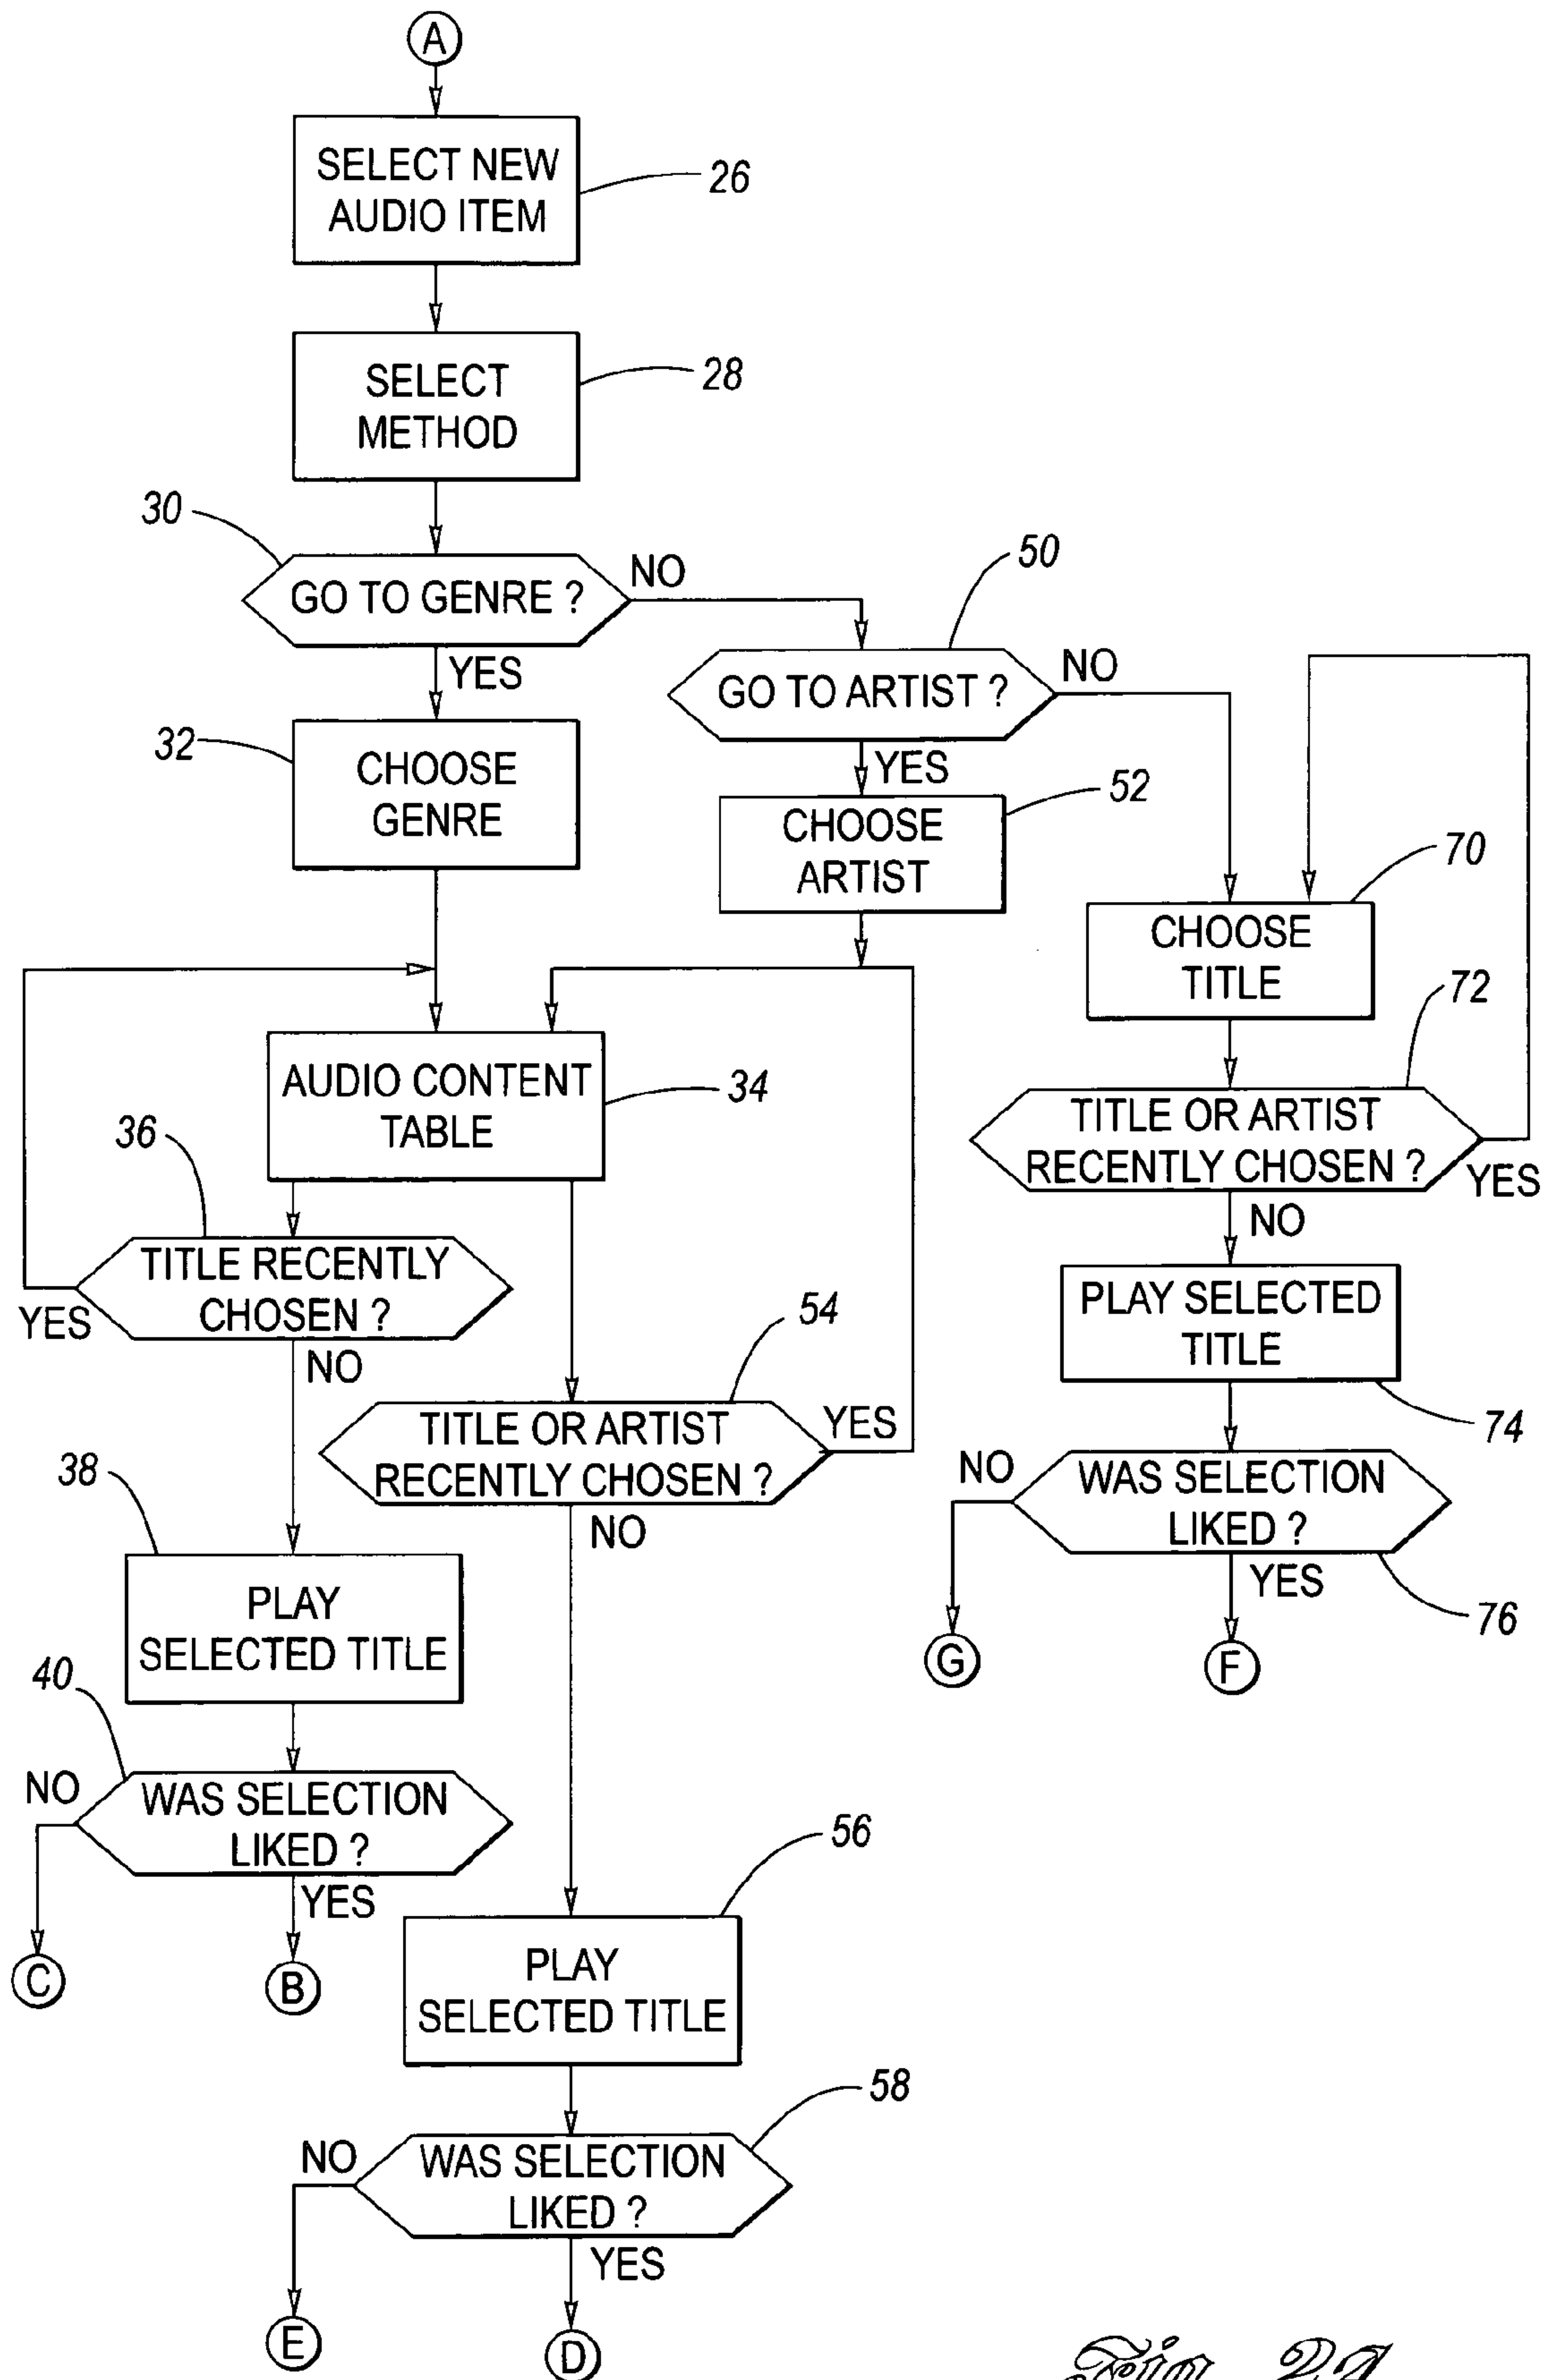 A
SELECT NEW
AUDIO ITEM
26
SELECT
METHOD
28
30
GO TO GENRE ?
NO
YES
50
GO TO ARTIST ?
NO
YES
32
CHOOSE
GENRE
52
CHOOSE
ARTIST
70
CHOOSE
TITLE
72
TITLE OR ARTIST
RECENTLY CHOSEN ?
YES
NO
AUDIO CONTENT
TABLE
34
36
TITLE RECENTLY
CHOSEN ?
YES
NO
54
TITLE OR ARTIST
RECENTLY CHOSEN ?
YES
NO
PLAY SELECTED
TITLE
74
WAS SELECTION
LIKED ?
NO
YES
76
G
F
38
PLAY
SELECTED TITLE
40
WAS SELECTION
LIKED ?
NO
YES
C
B
56
PLAY
SELECTED TITLE
58
WAS SELECTION
LIKED ?
NO
YES
E
D